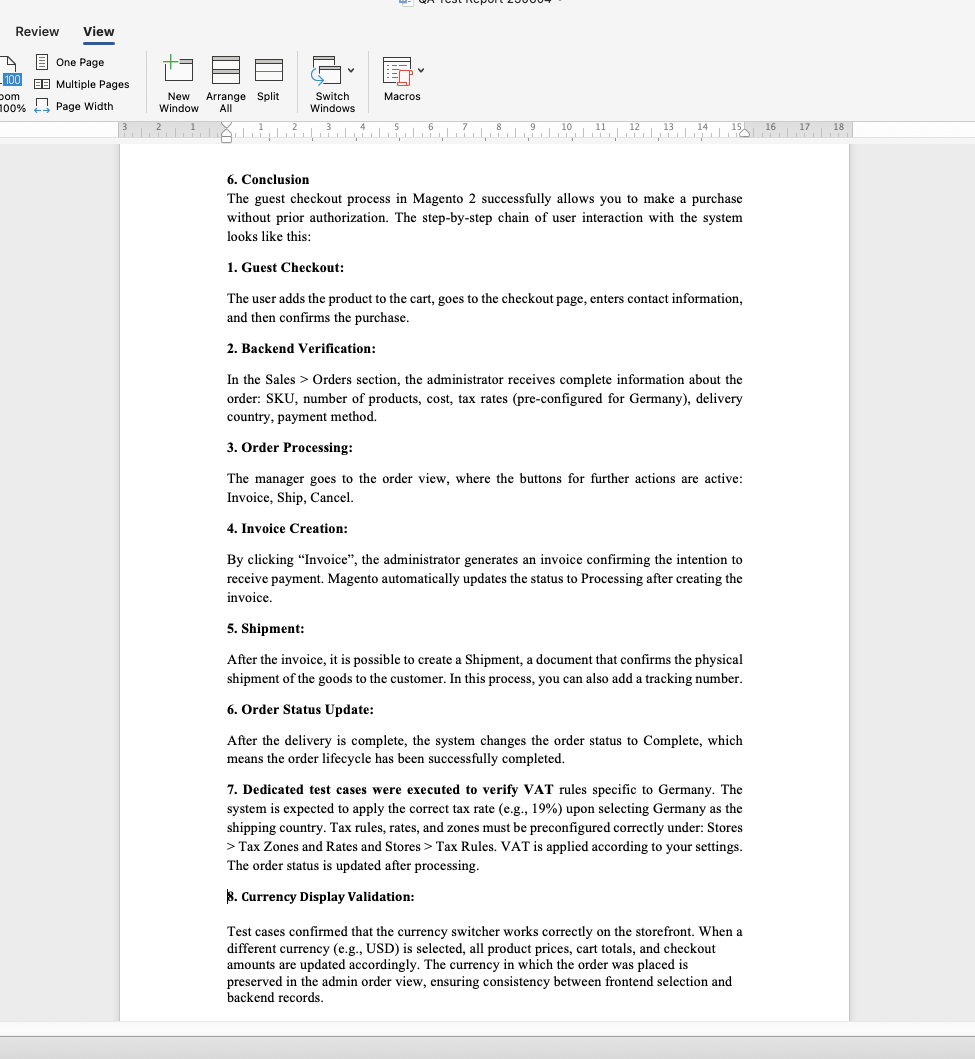 QA Test Report 250604
Review View
One Page
100
Multiple Pages
100%
Page Width
New Window
Arrange All
Split
Switch Windows
Macros
3 2 1 1 2 3 4 5 6 7 8 9 10 11 12 13 14 15 16 17 18
6. Conclusion
The guest checkout process in Magento 2 successfully allows you to make a purchase
without prior authorization. The step-by-step chain of user interaction with the system
looks like this:
1. Guest Checkout:
The user adds the product to the cart, goes to the checkout page, enters contact information,
and then confirms the purchase.
2. Backend Verification:
In the Sales > Orders section, the administrator receives complete information about the
order: SKU, number of products, cost, tax rates (pre-configured for Germany), delivery
country, payment method.
3. Order Processing:
The manager goes to the order view, where the buttons for further actions are active:
Invoice, Ship, Cancel.
4. Invoice Creation:
By clicking “Invoice”, the administrator generates an invoice confirming the intention to
receive payment. Magento automatically updates the status to Processing after creating the
invoice.
5. Shipment:
After the invoice, it is possible to create a Shipment, a document that confirms the physical
shipment of the goods to the customer. In this process, you can also add a tracking number.
6. Order Status Update:
After the delivery is complete, the system changes the order status to Complete, which
means the order lifecycle has been successfully completed.
7. Dedicated test cases were executed to verify VAT rules specific to Germany. The
system is expected to apply the correct tax rate (e.g., 19%) upon selecting Germany as the
shipping country. Tax rules, rates, and zones must be preconfigured correctly under: Stores
> Tax Zones and Rates and Stores > Tax Rules. VAT is applied according to your settings.
The order status is updated after processing.
8. Currency Display Validation:
Test cases confirmed that the currency switcher works correctly on the storefront. When a
different currency (e.g., USD) is selected, all product prices, cart totals, and checkout
amounts are updated accordingly. The currency in which the order was placed is
preserved in the admin order view, ensuring consistency between frontend selection and
backend records.